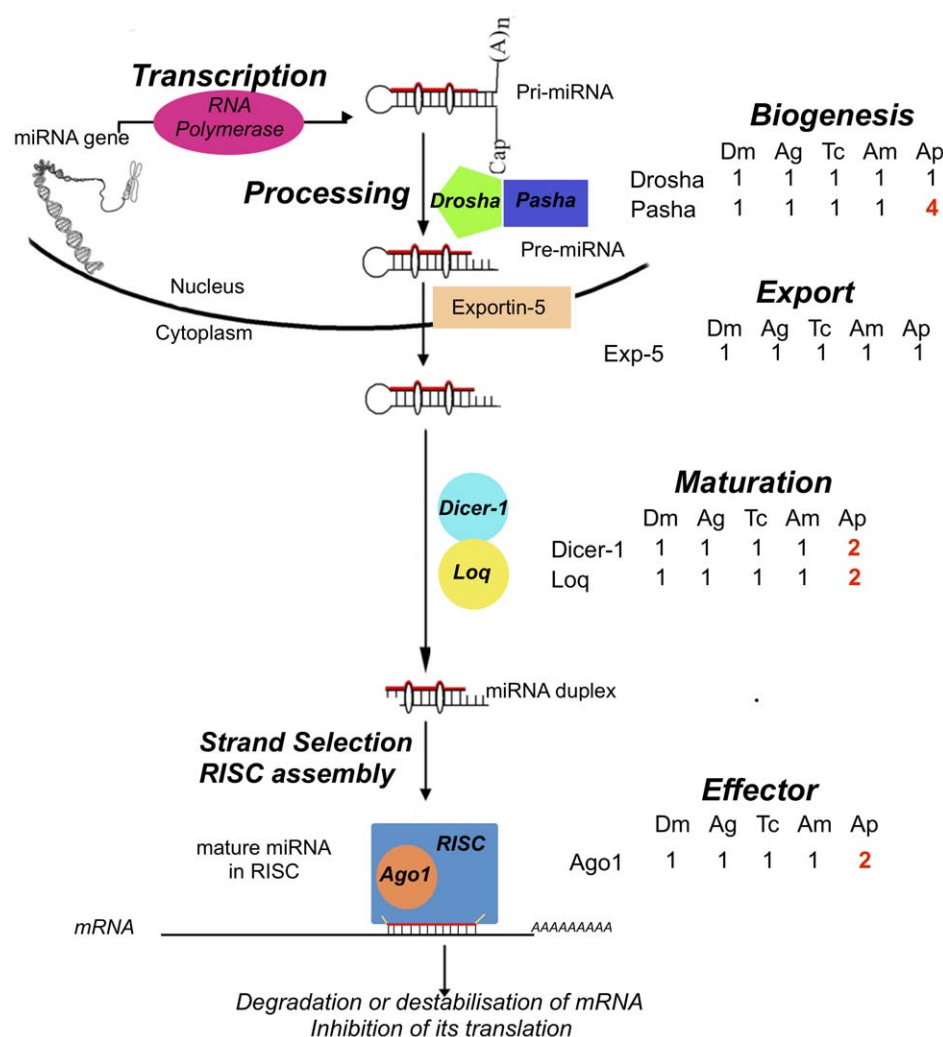 (A)n
Transcription
RNA
Polymerase
miRNA gene
Pri-miRNA
Cap
Biogenesis
Dm Ag Tc Am Ap
Drosha 1 1 1 1 1
Pasha 1 1 1 1 4
Processing
Drosha
Pasha
Pre-miRNA
Nucleus
Cytoplasm
Exportin-5
Export
Dm Ag Tc Am Ap
Exp-5 1 1 1 1 1
Maturation
Dm Ag Tc Am Ap
Dicer-1 1 1 1 1 2
Loq 1 1 1 1 2
Dicer-1
Loq
miRNA duplex
.
Strand Selection
RISC assembly
Effector
Dm Ag Tc Am Ap
Ago1 1 1 1 1 2
mature miRNA
in RISC
RISC
Ago1
mRNA
AAAAAAAAA
Degradation or destabilisation of mRNA
Inhibition of its translation